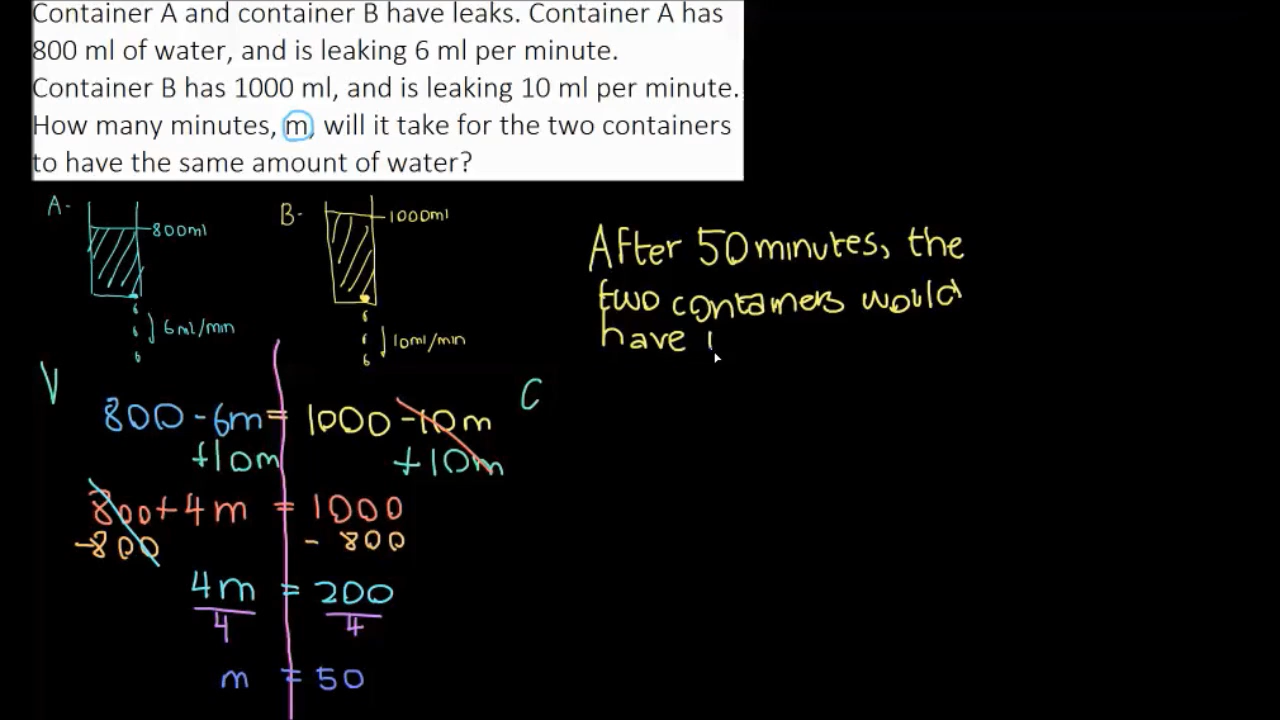 Container A and container B have leaks. Container A has
800 ml of water, and is leaking 6 ml per minute.
Container B has 1000 ml, and is leaking 10 ml per minute.
How many minutes, m, will it take for the two containers
to have the same amount of water?
A-
800ml
6ml/min
B-
1000ml
10ml/min
After 50 minutes, the
two containers would
have
V
C
800 - 6m = 1000 - 10m
+10m +10m
800 + 4m = 1000
-800 - 800
4m = 200
4 4
m = 50